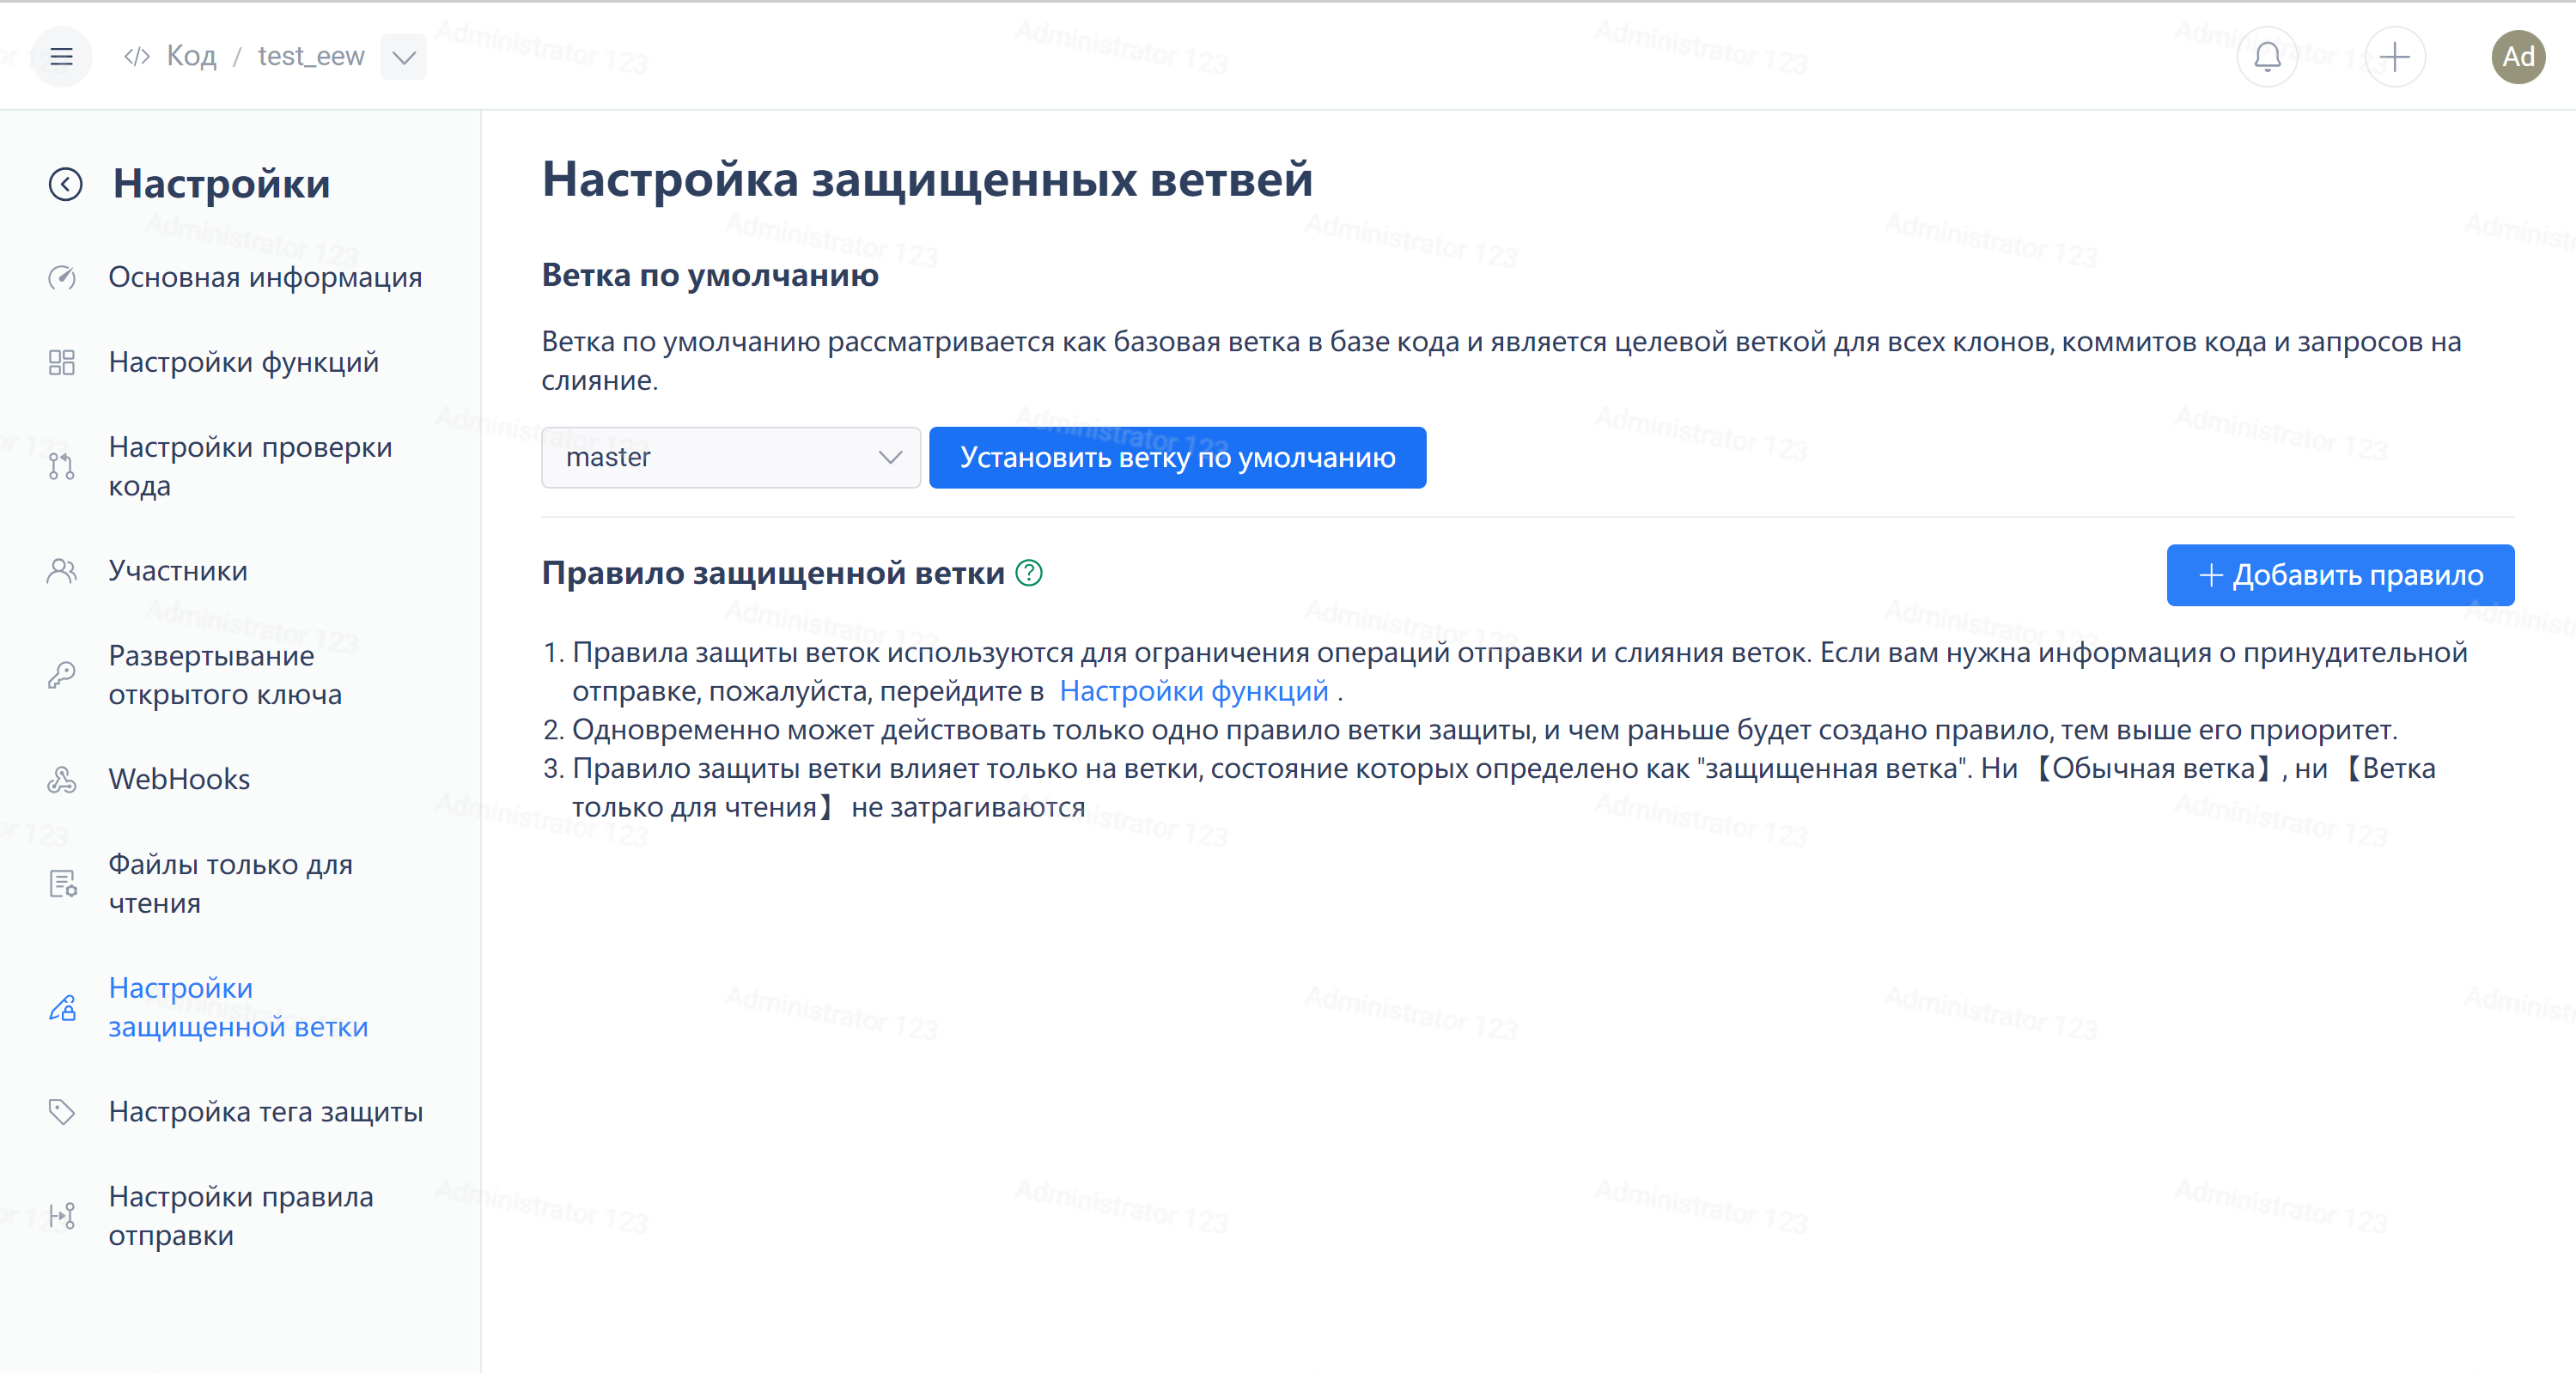 Код / test_eew
Ad
Настройки
Основная информация
Настройки функций
Настройки проверки
кода
Участники
Развертывание
открытого ключа
WebHooks
Файлы только для
чтения
Настройки
защищенной ветки
Настройка тега защиты
Настройки правила
отправки
Настройка защищенных ветвей
Ветка по умолчанию
Ветка по умолчанию рассматривается как базовая ветка в базе кода и является целевой веткой для всех клонов, коммитов кода и запросов на
слияние.
master
Установить ветку по умолчанию
Правило защищенной ветки
Добавить правило
1. Правила защиты веток используются для ограничения операций отправки и слияния веток. Если вам нужна информация о принудительной
отправке, пожалуйста, перейдите в Настройки функций .
2. Одновременно может действовать только одно правило ветки защиты, и чем раньше будет создано правило, тем выше его приоритет.
3. Правило защиты ветки влияет только на ветки, состояние которых определено как "защищенная ветка". Ни 【Обычная ветка】, ни 【Ветка
только для чтения】 не затрагиваются
Administrator 123